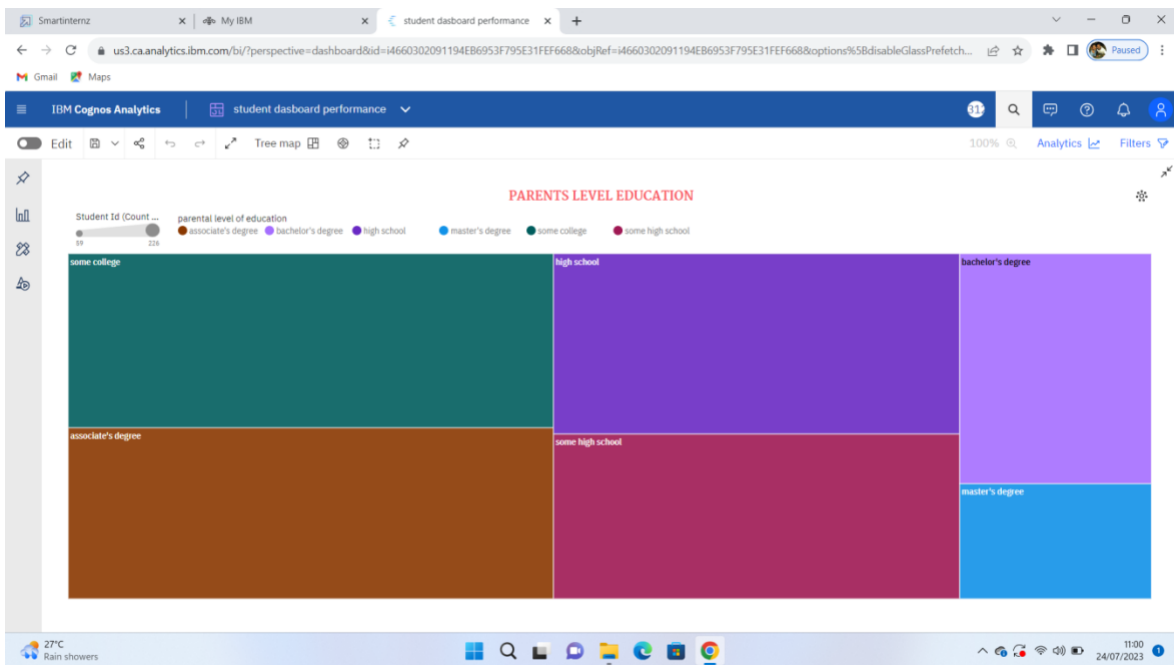 Smartinternz
My IBM
student dasboard performance
us3.ca.analytics.ibm.com/bi/?perspective=dashboard&id=i4660302091194EB6953F795E31FEF668&objRef=i4660302091194EB6953F795E31FEF668&options%5BdisableGlassPrefetch...
Paused
Gmail
Maps
IBM Cognos Analytics
student dasboard performance
31
Edit
Tree map
100%
Analytics
Filters
PARENTS LEVEL EDUCATION
Student Id (Count ...
59
226
parental level of education
associate's degree
bachelor's degree
high school
master's degree
some college
some high school
some college
high school
bachelor's degree
associate's degree
some high school
master's degree
27°C
Rain showers
11:00
24/07/2023
1